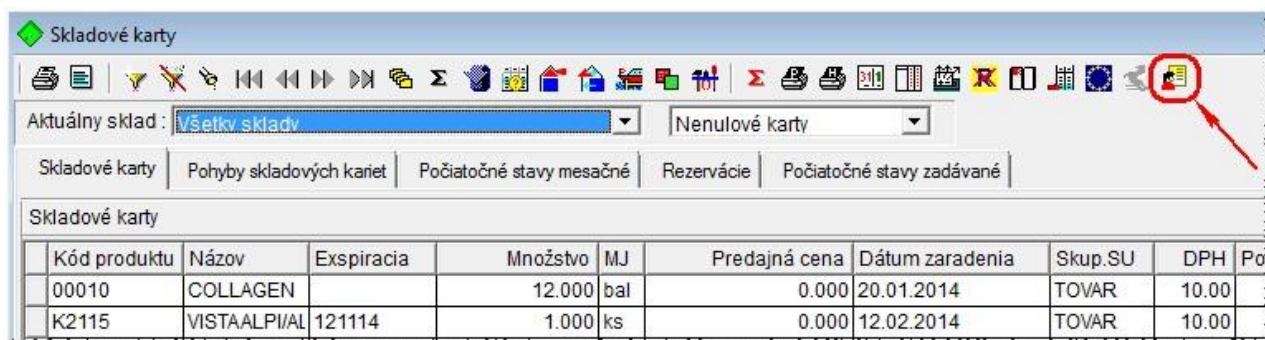 Skladové karty
Aktuálny sklad : Všetky sklady Nenulové karty
Skladové karty Pohyby skladových kariet Počiatočné stavy mesačné Rezervácie Počiatočné stavy zadávané
Skladové karty
Kód produktu Názov Exspiracia Množstvo MJ Predajná cena Dátum zaradenia Skup.SU DPH
00010 COLLAGEN 12.000 bal 0.000 20.01.2014 TOVAR 10.00
K2115 VISTAALPI/AL 121114 1.000 ks 0.000 12.02.2014 TOVAR 10.00